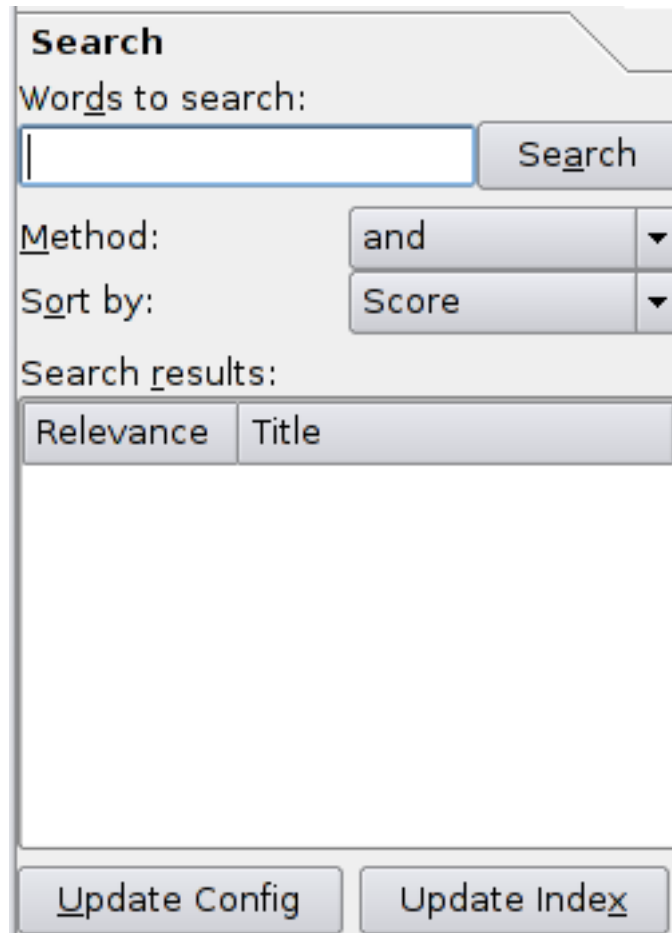 Search
Words to search:
Search
Method: and
Sort by: Score
Search results:
Relevance Title
Update Config Update Index